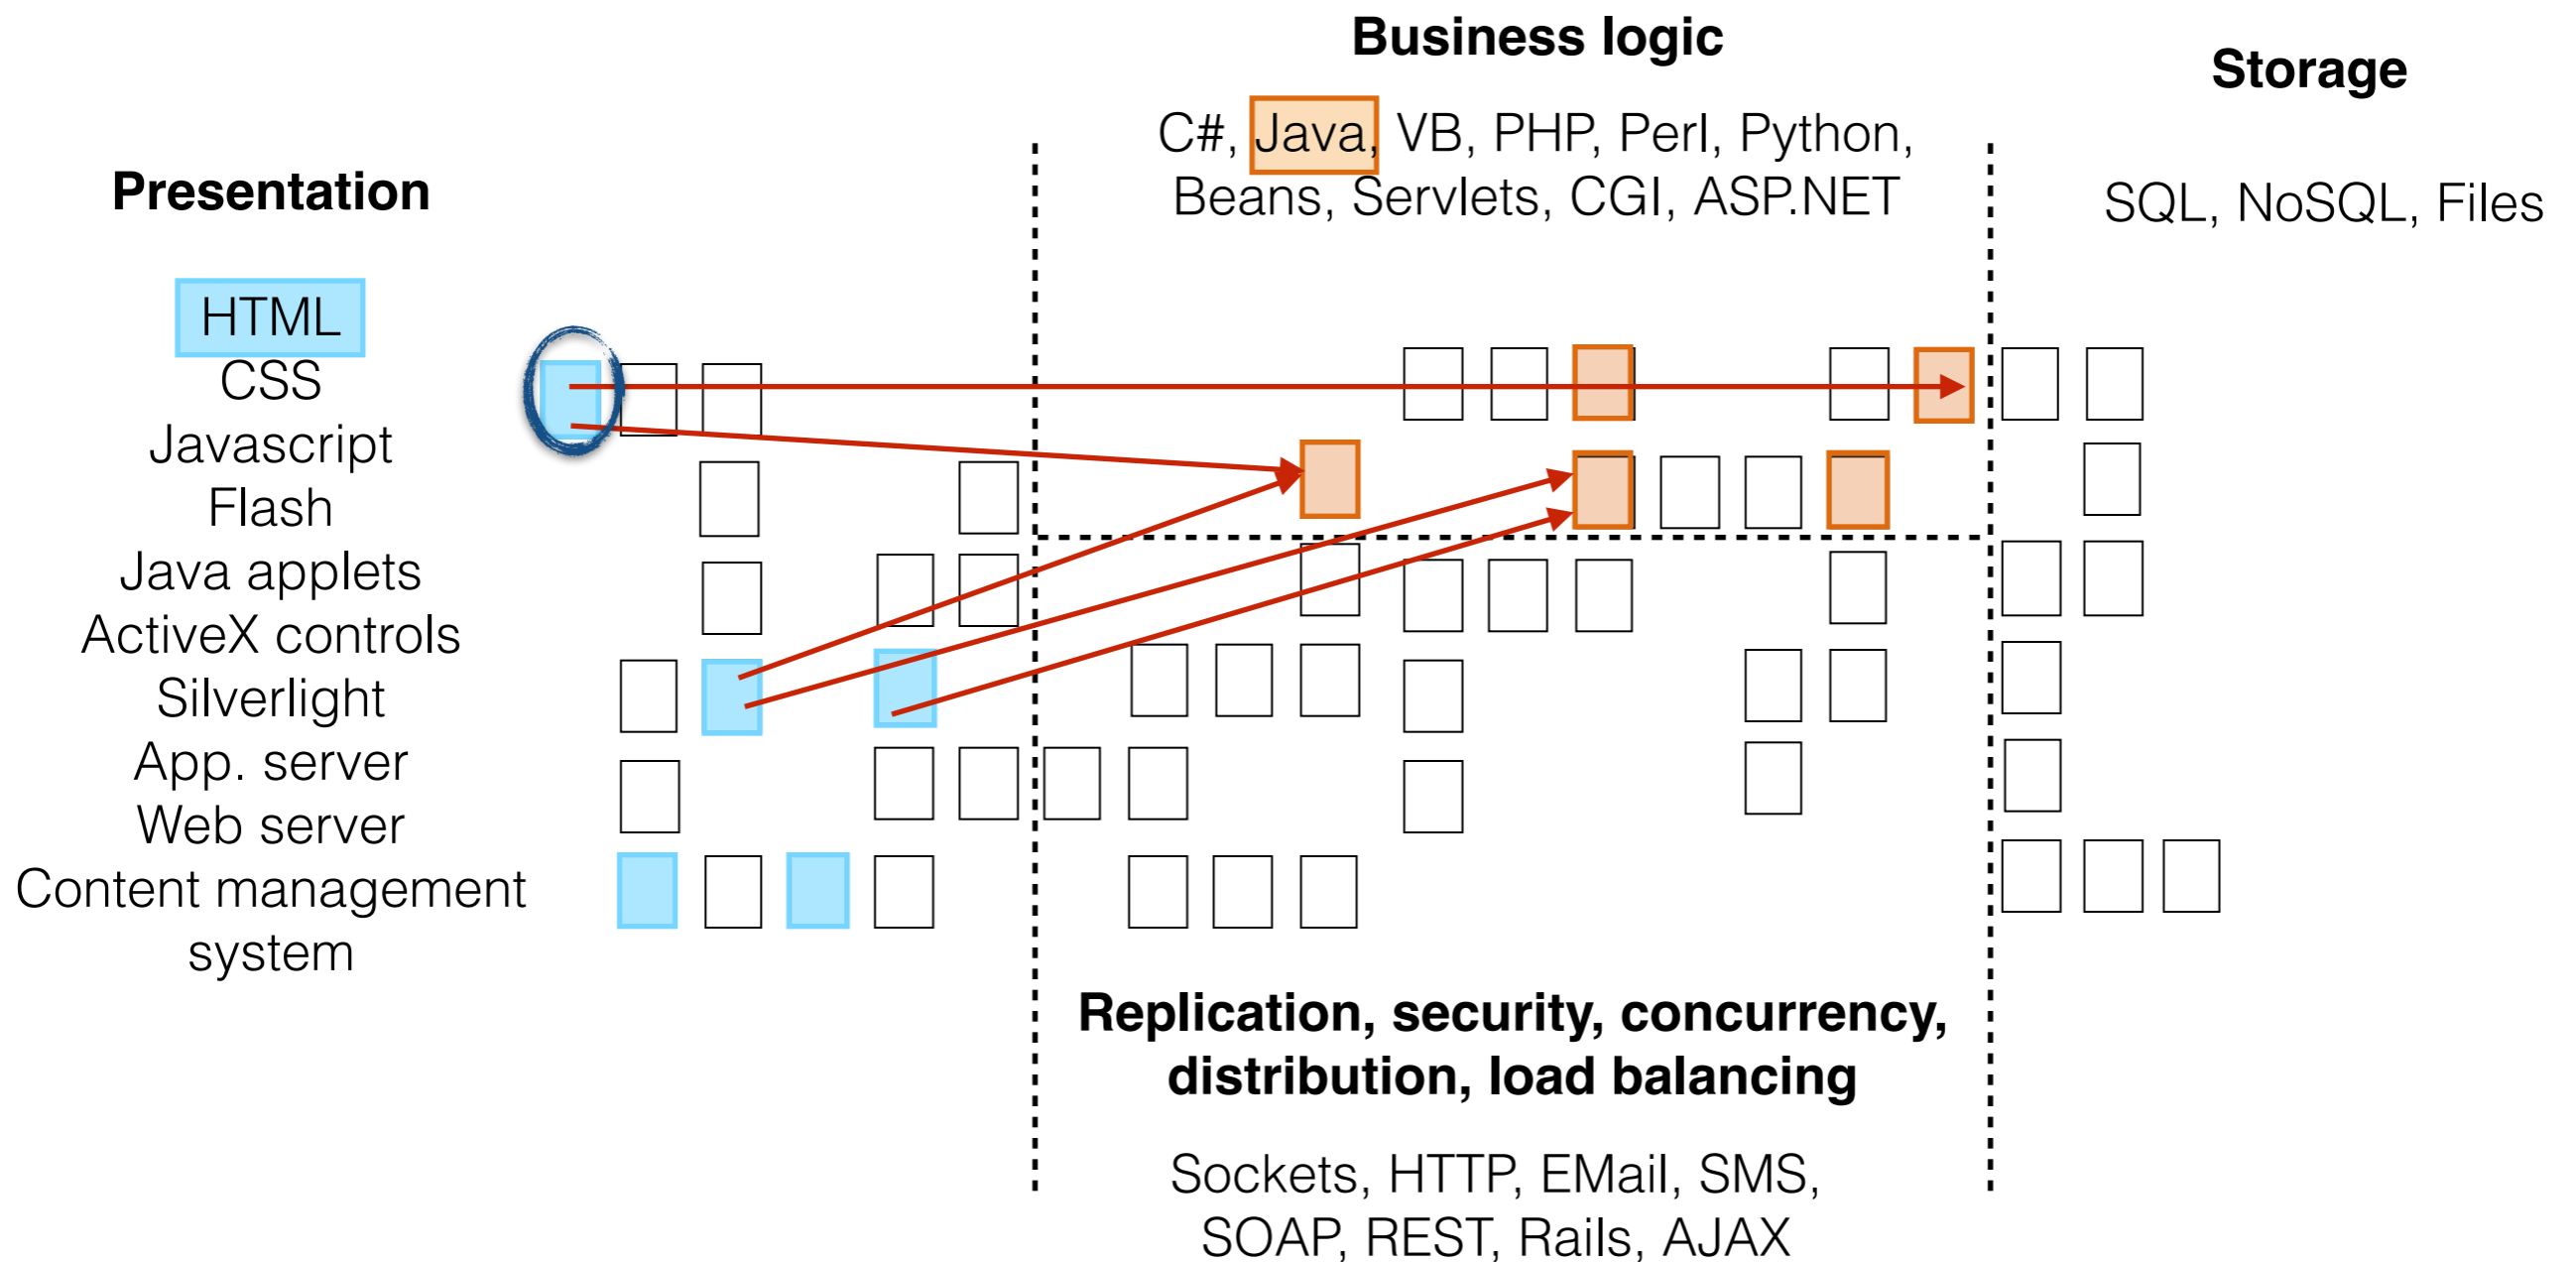 Presentation
HTML
CSS
Javascript
Flash
Java applets
ActiveX controls
Silverlight
App. server
Web server
Content management
system
Business logic
C#, Java, VB, PHP, Perl, Python,
Beans, Servlets, CGI, ASP.NET
Replication, security, concurrency,
distribution, load balancing
Sockets, HTTP, EMail, SMS,
SOAP, REST, Rails, AJAX
Storage
SQL, NoSQL, Files